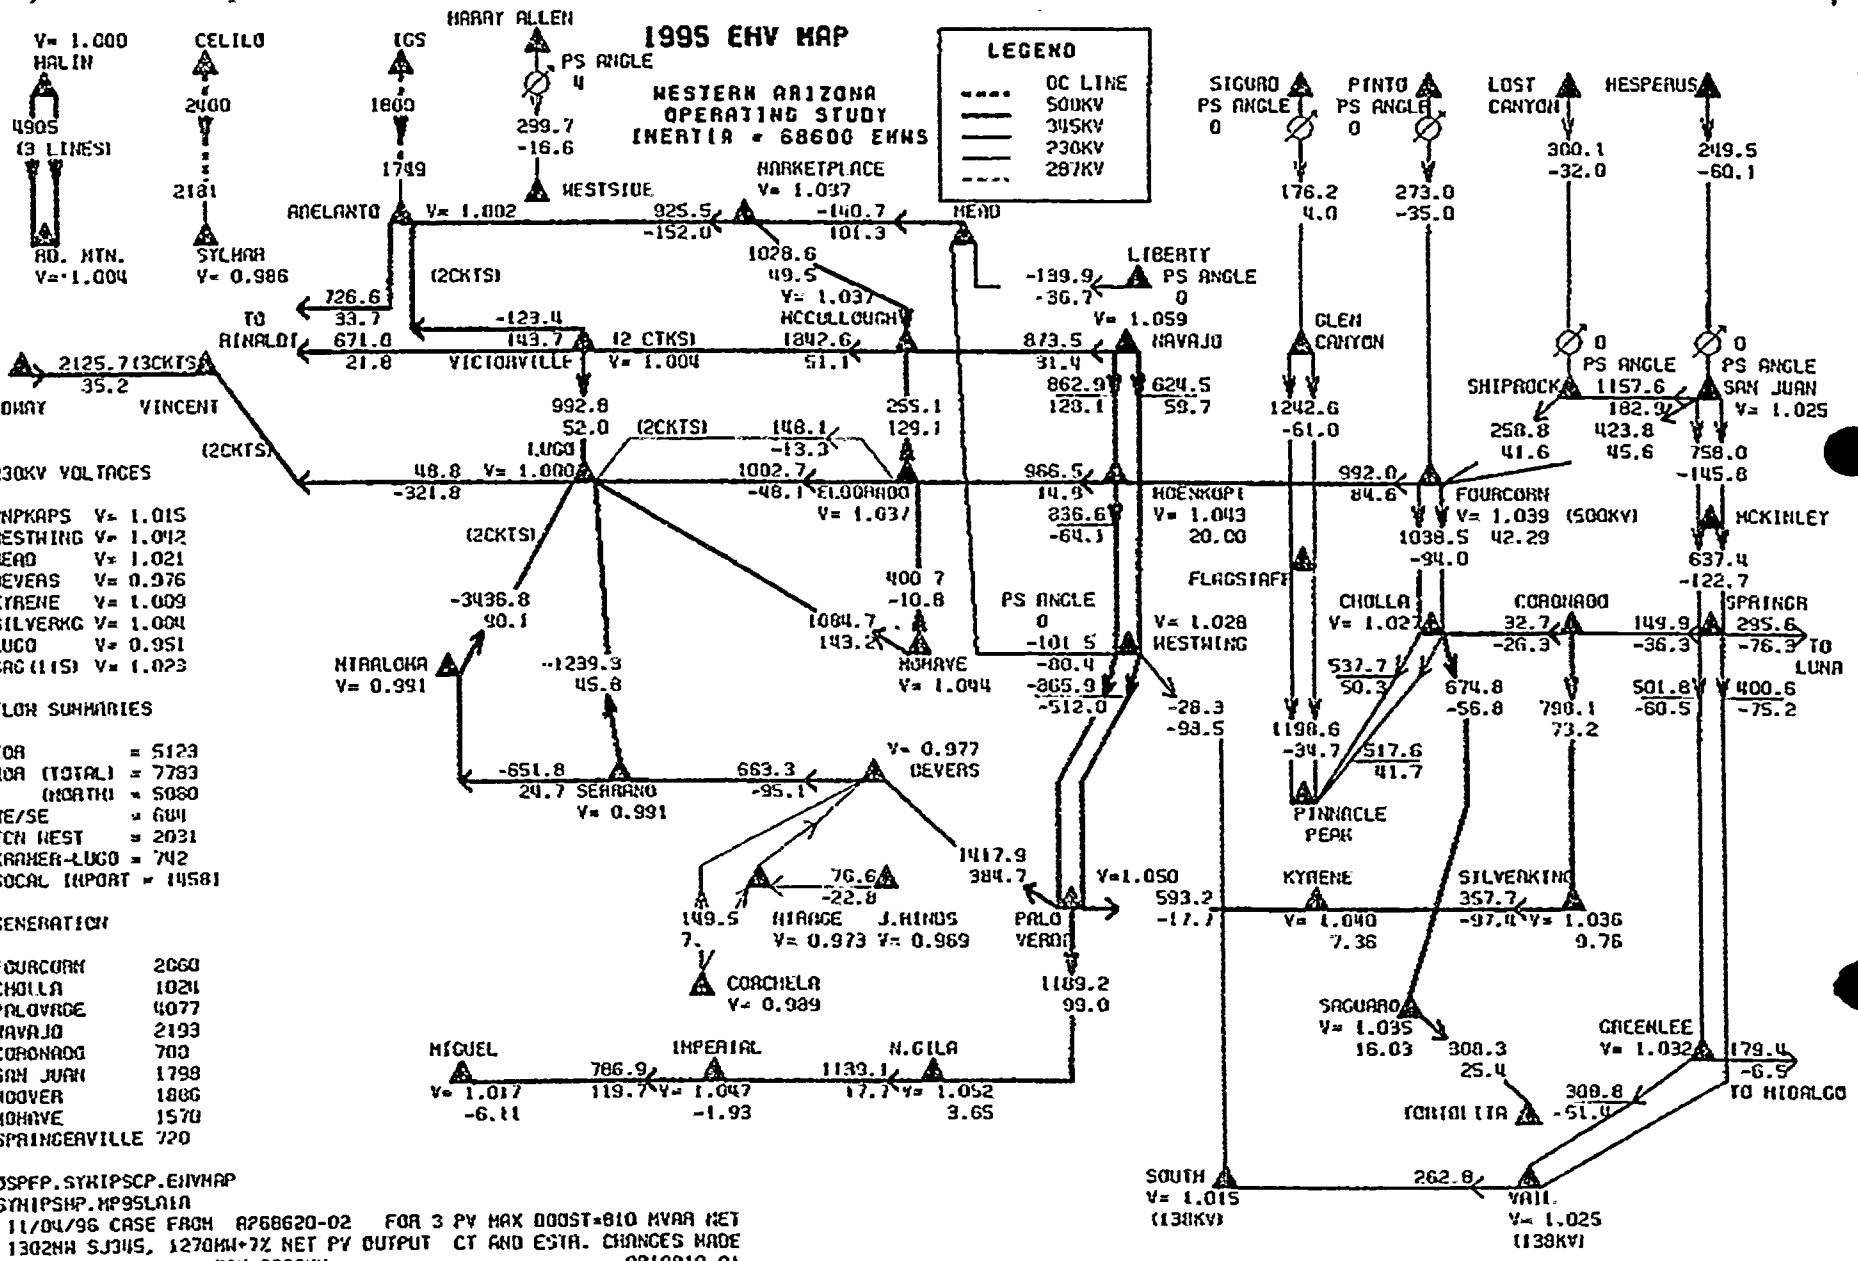 HARRY ALLEN
1995 EHV MAP
WESTERN ARIZONA
OPERATING STUDY
INERTIA = 68600 EMWS
LEGEND
DC LINE
500KV
345KV
230KV
287KV
V= 1.000
MALIN
4905
(3 LINES)
RD. MTN.
V= 1.004
CELILO
2400
2181
SYLMAR
V= 0.986
IGS
1800
1749
ADELANTO
V= 1.002
PS ANGLE
4
299.7
-16.6
WESTSIDE
MARKETPLACE
V= 1.037
925.5
-152.0
-140.7
101.3
MEAD
1028.6
49.5
V= 1.037
MCCULLOUGH
LIBERTY
PS ANGLE
0
-139.9
-36.7
V= 1.059
NAVAJO
SIGURD
PS ANGLE
0
176.2
4.0
PINTO
PS ANGLE
0
273.0
-35.0
LOST
CANYON
300.1
-32.0
HESPERUS
249.5
-60.1
(2CKTS)
726.6
33.7
TO
RINALDI
671.0
21.8
-123.4
143.7
VICTORVILLE
(2 CTKS)
V= 1.004
1842.6
51.1
873.5
31.4
862.9
128.1
624.5
59.7
GLEN
CANYON
1242.6
-61.0
0
PS ANGLE
0
PS ANGLE
SHIPROCK
1157.6
182.9
SAN JUAN
V= 1.025
258.8
41.6
423.8
45.6
758.0
-145.8
2125.7
(3CKTS)
35.2
VINCENT
(2CKTS)
992.8
52.0
LUGO
V= 1.000
48.8
-321.8
(2CKTS)
148.1
-13.3
255.1
129.1
1002.7
-48.1
ELDORADO
V= 1.037
966.5
14.9
MOENKOPI
V= 1.043
20.00
236.6
-64.1
992.0
84.6
FOURCORN
V= 1.039 (500KV)
42.29
1038.5
-94.0
MCKINLEY
637.4
-122.7
230KV VOLTAGES
PNPKAPS V= 1.015
WESTWING V= 1.042
MEAD V= 1.021
DEVERS V= 0.976
KYRENE V= 1.009
SILVERKG V= 1.004
LUGO V= 0.951
V= 1.023
(2CKTS)
-3436.8
90.1
MIRALOMA
V= 0.991
-1239.3
45.8
400.7
-10.8
1084.7
143.2
MOHAVE
V= 1.044
PS ANGLE
0
-101.5
-80.4
V= 1.028
WESTWING
-865.9
-512.0
-28.3
-93.5
FLAGSTAFF
CHOLLA
V= 1.027
CORONADO
32.7
-26.3
149.9
-36.3
SPRINGR
295.6
-76.3
TO
LUNA
537.7
50.3
674.8
-56.8
798.1
73.2
501.8
-60.5
400.6
-75.2
FLOW SUMMARIES
= 5123
(TOTAL) = 7783
(NORTH) = 5080
= 644
FCN WEST = 2031
KRAMER-LUGO = 742
SOCAL IMPORT = 14581
-651.8
24.7
SERRANO
V= 0.991
663.3
-95.1
V= 0.977
DEVERS
1198.6
-34.7
517.6
41.7
PINNACLE
PEAK
1417.9
384.7
76.6
-22.8
MIRAGE
V= 0.973
J.HINDS
V= 0.969
149.5
7.
COACHELA
V= 0.989
PALO
VERDE
V=1.050
593.2
-17.7
1189.2
99.0
KYRENE
V= 1.040
7.36
SILVERKING
357.7
-97.4
V= 1.036
9.76
GENERATION
FOURCORN 2060
CHOLLA 1024
PALOVRDE 4077
NAVAJO 2193
CORONADO 700
SAN JUAN 1798
HOOVER 1886
MOHAVE 1570
SPRINGERVILLE 720
MIGUEL
V= 1.017
-6.11
786.9
119.7
IMPERIAL
V= 1.047
-1.93
1139.1
17.7
N.GILA
V= 1.052
3.65
SAGUARO
V= 1.035
16.03
308.3
25.4
TORTOLITA
GREENLEE
V= 1.032
179.4
-6.5
TO HIDALGO
308.8
-51.4
SOUTH
V= 1.015
(138KV)
262.8
VAIL
V= 1.025
(138KV)
11/04/96 CASE FROM AP68620-02 FOR 3 PV MAX BOOST=810 MVAR NET
1302MW SJ345, 1270MW+7% NET PV OUTPUT CT AND ESTA. CHANGES MADE